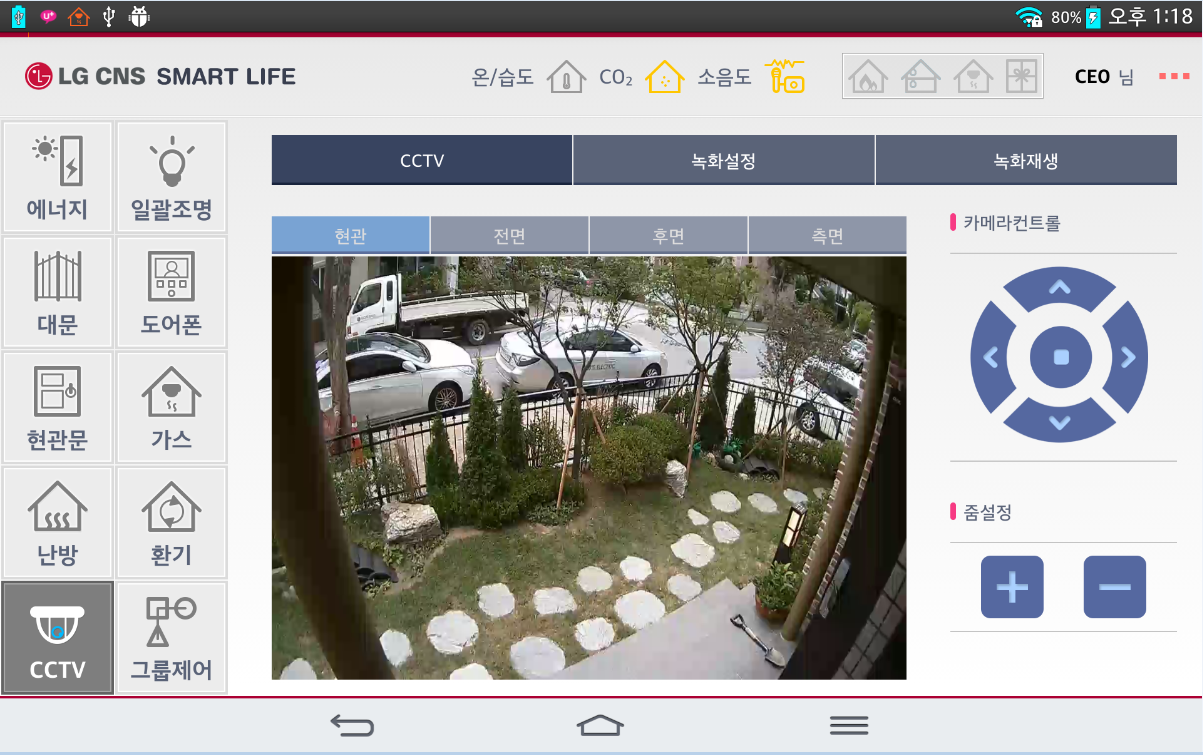 80% 오후 1:18
LG CNS SMART LIFE
온/습도 CO₂ 소음도 CEO 님
에너지 일괄조명
대문 도어폰
현관문 가스
난방 환기
CCTV 그룹제어
CCTV 녹화설정 녹화재생
현관 전면 후면 측면
카메라컨트롤
줌설정